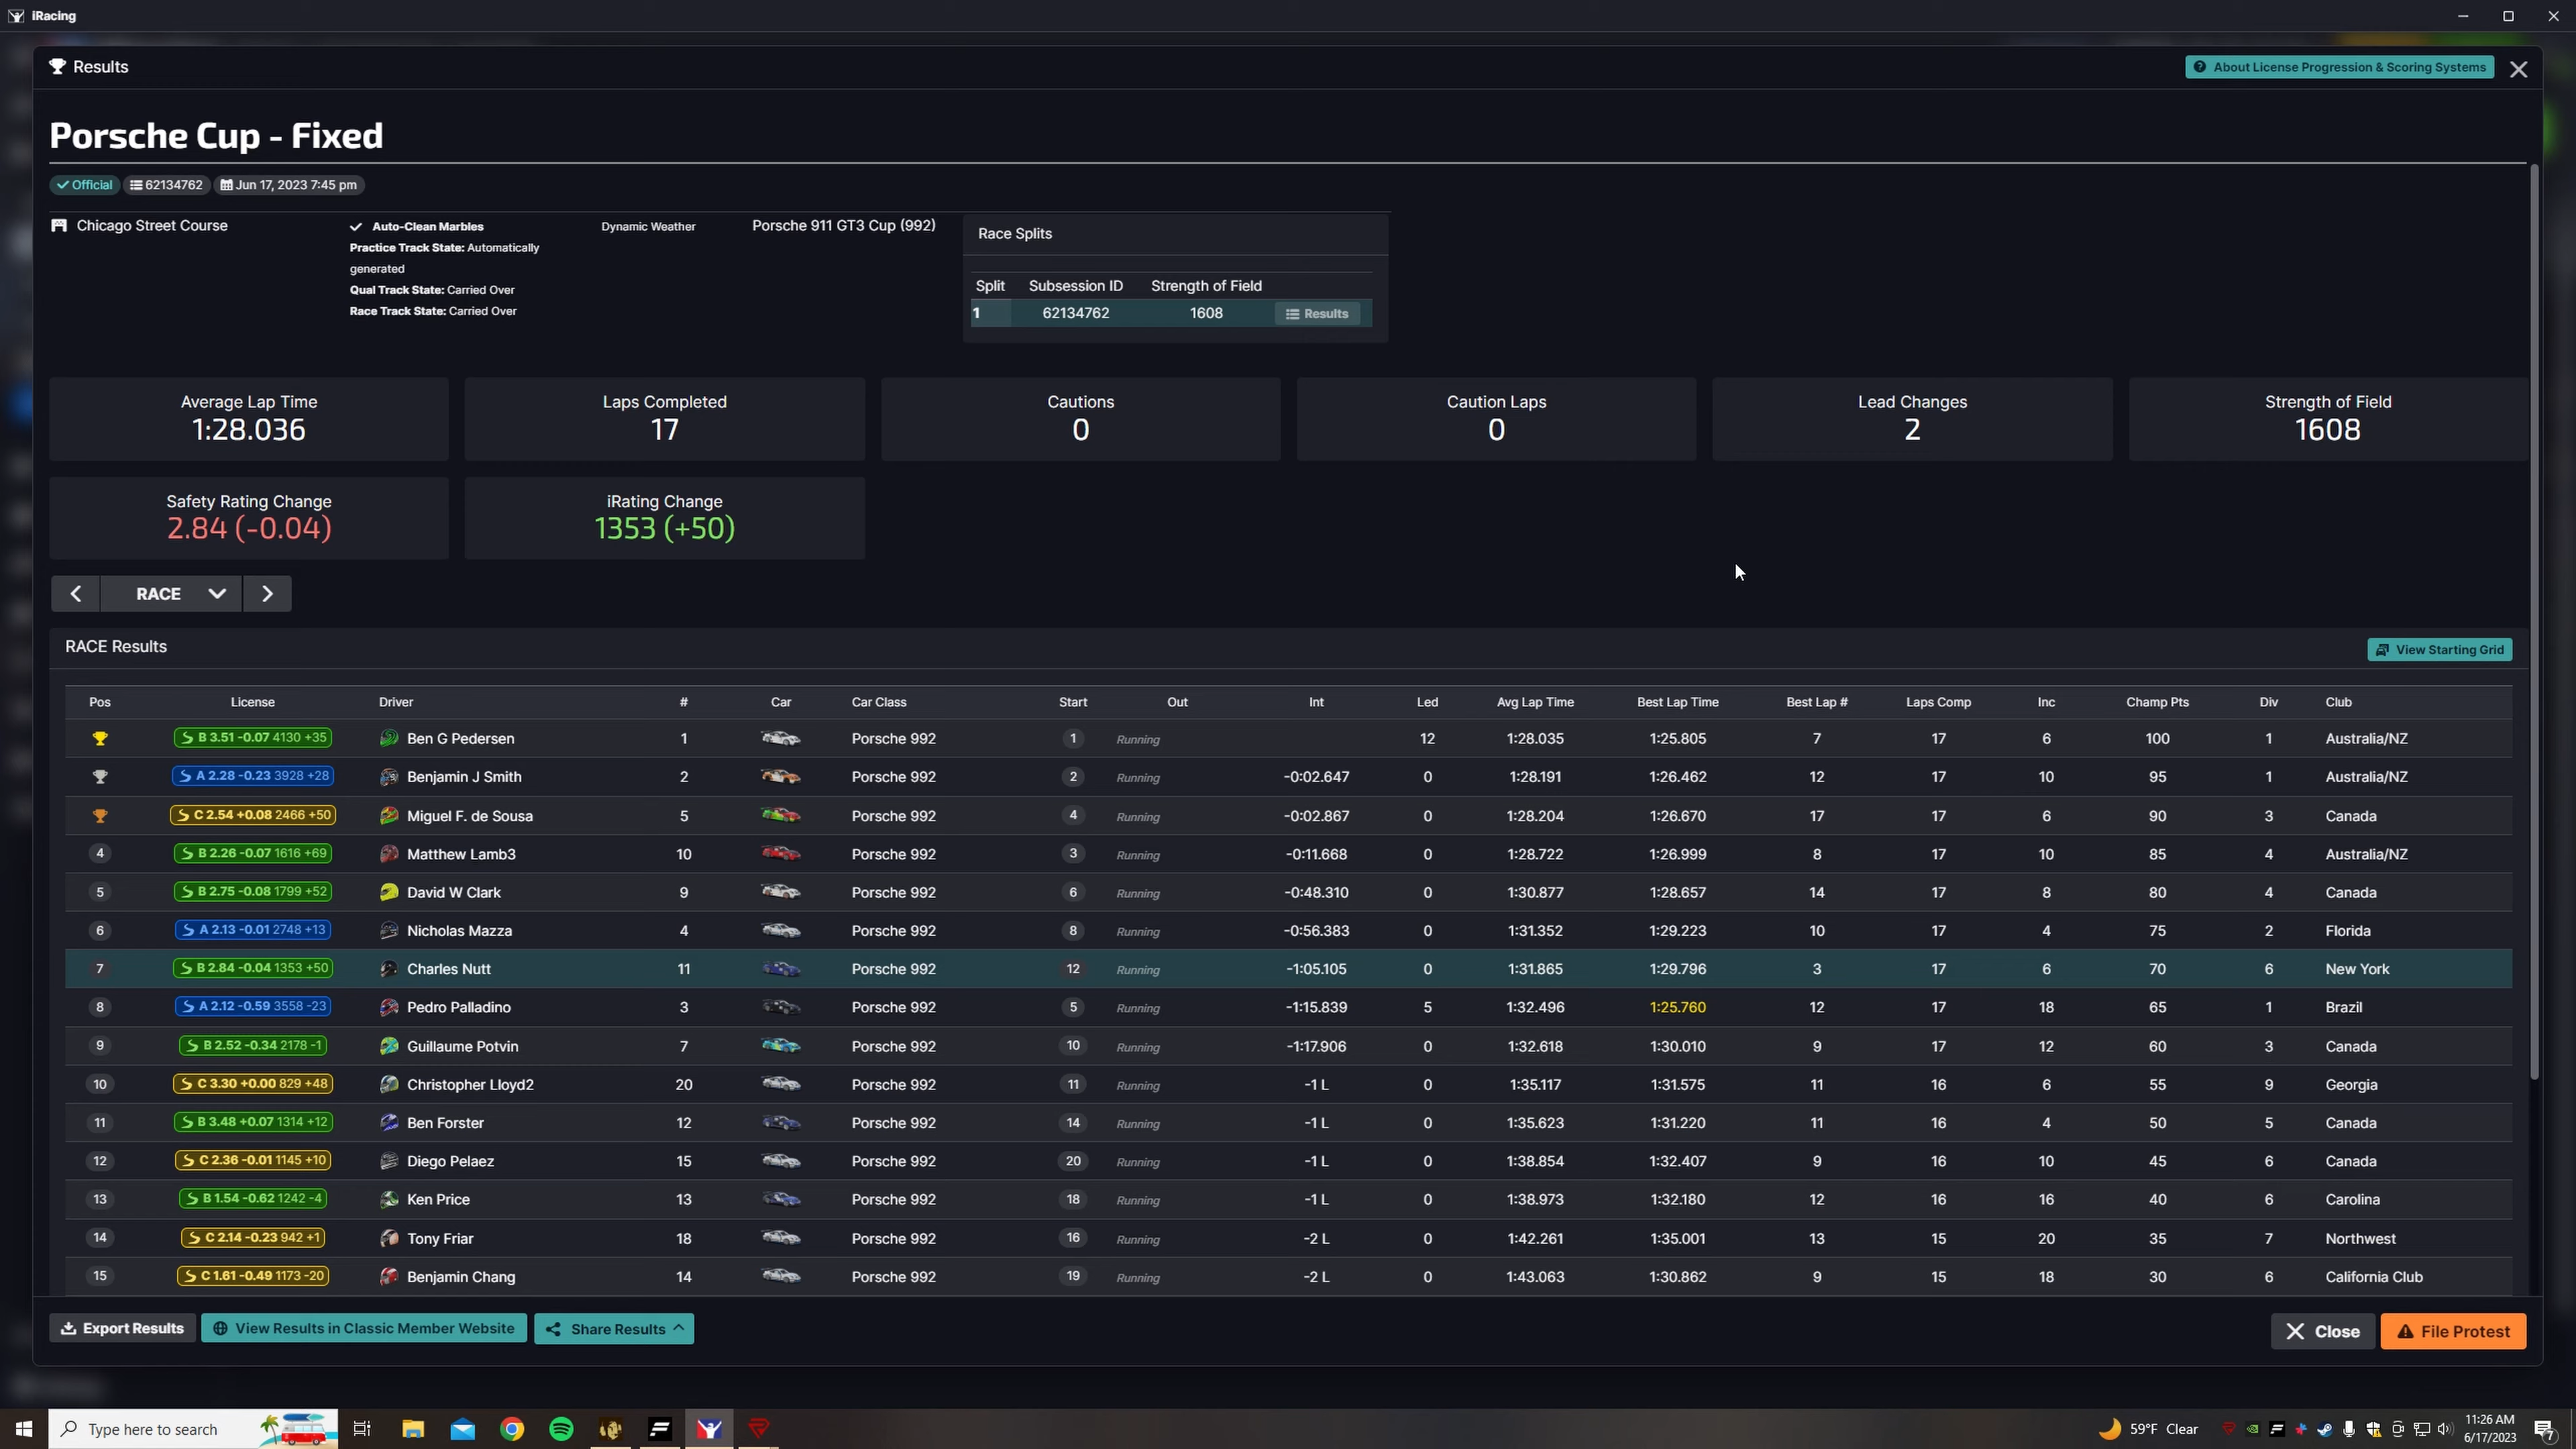 iRacing
Results
About License Progression & Scoring Systems
Porsche Cup - Fixed
Official 62134762 Jun 17, 2023 7:45 pm
Chicago Street Course
Auto-Clean Marbles
Practice Track State: Automatically
generated
Qual Track State: Carried Over
Race Track State: Carried Over
Dynamic Weather
Porsche 911 GT3 Cup (992)
Race Splits
Split Subsession ID Strength of Field
1 62134762 1608 Results
Average Lap Time
1:28.036
Laps Completed
17
Cautions
0
Caution Laps
0
Lead Changes
2
Strength of Field
1608
Safety Rating Change
2.84 (-0.04)
iRating Change
1353 (+50)
RACE
RACE Results
View Starting Grid
Pos License Driver # Car Car Class Start Out Int Led Avg Lap Time Best Lap Time Best Lap # Laps Comp Inc Champ Pts Div Club
B 3.51 -0.07 4130 +35 Ben G Pedersen 1 Porsche 992 1 Running 12 1:28.035 1:25.805 7 17 6 100 1 Australia/NZ
A 2.28 -0.23 3928 +28 Benjamin J Smith 2 Porsche 992 2 Running -0:02.647 0 1:28.191 1:26.462 12 17 10 95 1 Australia/NZ
C 2.54 +0.08 2466 +50 Miguel F. de Sousa 5 Porsche 992 4 Running -0:02.867 0 1:28.204 1:26.670 17 17 6 90 3 Canada
4 B 2.26 -0.07 1616 +69 Matthew Lamb3 10 Porsche 992 3 Running -0:11.668 0 1:28.722 1:26.999 8 17 10 85 4 Australia/NZ
5 B 2.75 -0.08 1799 +52 David W Clark 9 Porsche 992 6 Running -0:48.310 0 1:30.877 1:28.657 14 17 8 80 4 Canada
6 A 2.13 -0.01 2748 +13 Nicholas Mazza 4 Porsche 992 8 Running -0:56.383 0 1:31.352 1:29.223 10 17 4 75 2 Florida
7 B 2.84 -0.04 1353 +50 Charles Nutt 11 Porsche 992 12 Running -1:05.105 0 1:31.865 1:29.796 3 17 6 70 6 New York
8 A 2.12 -0.59 3558 -23 Pedro Palladino 3 Porsche 992 5 Running -1:15.839 5 1:32.496 1:25.760 12 17 18 65 1 Brazil
9 B 2.52 -0.34 2178 -1 Guillaume Potvin 7 Porsche 992 10 Running -1:17.906 0 1:32.618 1:30.010 9 17 12 60 3 Canada
10 C 3.30 +0.00 829 +48 Christopher Lloyd2 20 Porsche 992 11 Running -1 L 0 1:35.117 1:31.575 11 16 6 55 9 Georgia
11 B 3.48 +0.07 1314 +12 Ben Forster 12 Porsche 992 14 Running -1 L 0 1:35.623 1:31.220 11 16 4 50 5 Canada
12 C 2.36 -0.01 1145 +10 Diego Pelaez 15 Porsche 992 20 Running -1 L 0 1:38.854 1:32.407 9 16 10 45 6 Canada
13 B 1.54 -0.62 1242 -4 Ken Price 13 Porsche 992 18 Running -1 L 0 1:38.973 1:32.180 12 16 16 40 6 Carolina
14 C 2.14 -0.23 942 +1 Tony Friar 18 Porsche 992 16 Running -2 L 0 1:42.261 1:35.001 13 15 20 35 7 Northwest
15 C 1.61 -0.49 1173 -20 Benjamin Chang 14 Porsche 992 19 Running -2 L 0 1:43.063 1:30.862 9 15 18 30 6 California Club
Export Results View Results in Classic Member Website Share Results Close File Protest
Type here to search
59°F Clear
11:26 AM
6/17/2023
7